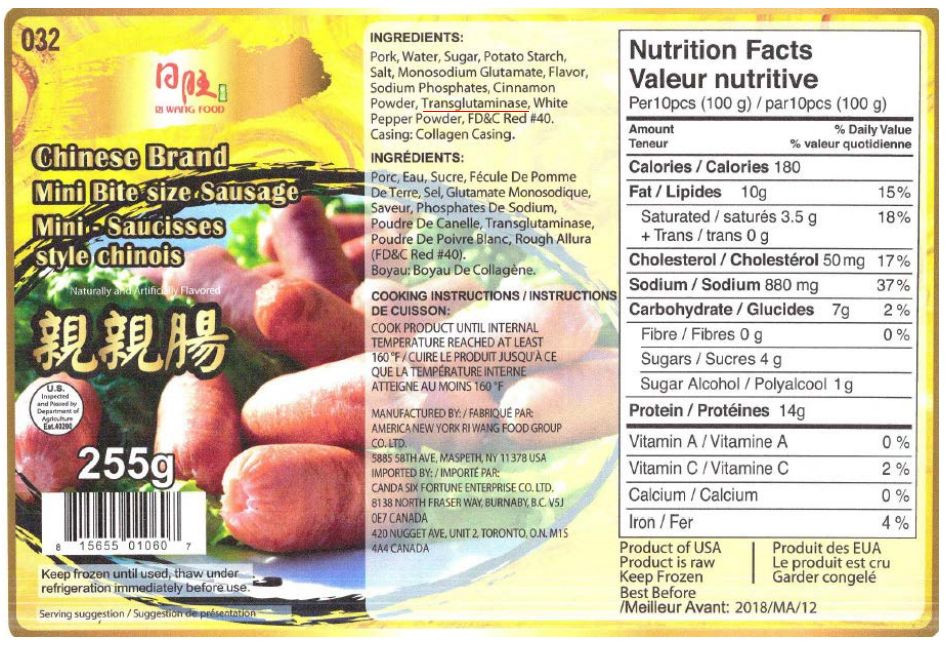 032
日旺
RI WANG FOOD
Chinese Brand
Mini Bite size Sausage
Mini - Saucisses
style chinois
Naturally and Artificially Flavored
親親腸
U.S.
Inspected
and Passed by
Department of
Agriculture
Est.40290
255g
8 15655 01060 7
Keep frozen until used, thaw under
refrigeration immediately before use.
Serving suggestion / Suggestion de présentation
INGREDIENTS:
Pork, Water, Sugar, Potato Starch,
Salt, Monosodium Glutamate, Flavor,
Sodium Phosphates, Cinnamon
Powder, Transglutaminase, White
Pepper Powder, FD&C Red #40.
Casing: Collagen Casing.
INGRÉDIENTS:
Porc, Eau, Sucre, Fécule De Pomme
De Terre, Sel, Glutamate Monosodique,
Saveur, Phosphates De Sodium,
Poudre De Canelle, Transglutaminase,
Poudre De Poivre Blanc, Rough Allura
(FD&C Red #40).
Boyau: Boyau De Collagène.
COOKING INSTRUCTIONS / INSTRUCTIONS
DE CUISSON:
COOK PRODUCT UNTIL INTERNAL
TEMPERATURE REACHED AT LEAST
160 °F / CUIRE LE PRODUIT JUSQU'À CE
QUE LA TEMPÉRATURE INTERNE
ATTEIGNE AU MOINS 160 °F
MANUFACTURED BY: / FABRIQUÉ PAR:
AMERICA NEW YORK RI WANG FOOD GROUP
CO. LTD.
5885 58TH AVE, MASPETH, NY 11378 USA
IMPORTED BY: / IMPORTÉ PAR:
CANDA SIX FORTUNE ENTERPRISE CO. LTD.
8138 NORTH FRASER WAY, BURNABY, B.C. V5J
0E7 CANADA
420 NUGGET AVE, UNIT 2, TORONTO, O.N. M1S
4A4 CANADA
Nutrition Facts
Valeur nutritive
Per10pcs (100 g) / par10pcs (100 g)
Amount % Daily Value
Teneur % valeur quotidienne
Calories / Calories 180
Fat / Lipides 10g 15%
Saturated / saturés 3.5 g 18%
+ Trans / trans 0 g
Cholesterol / Cholestérol 50 mg 17%
Sodium / Sodium 880 mg 37%
Carbohydrate / Glucides 7g 2%
Fibre / Fibres 0 g 0%
Sugars / Sucres 4 g
Sugar Alcohol / Polyalcool 1 g
Protein / Protéines 14g
Vitamin A / Vitamine A 0 %
Vitamin C / Vitamine C 2 %
Calcium / Calcium 0 %
Iron / Fer 4 %
Product of USA
Product is raw
Keep Frozen
Produit des EUA
Le produit est cru
Garder congelé
Best Before
/Meilleur Avant: 2018/MA/12